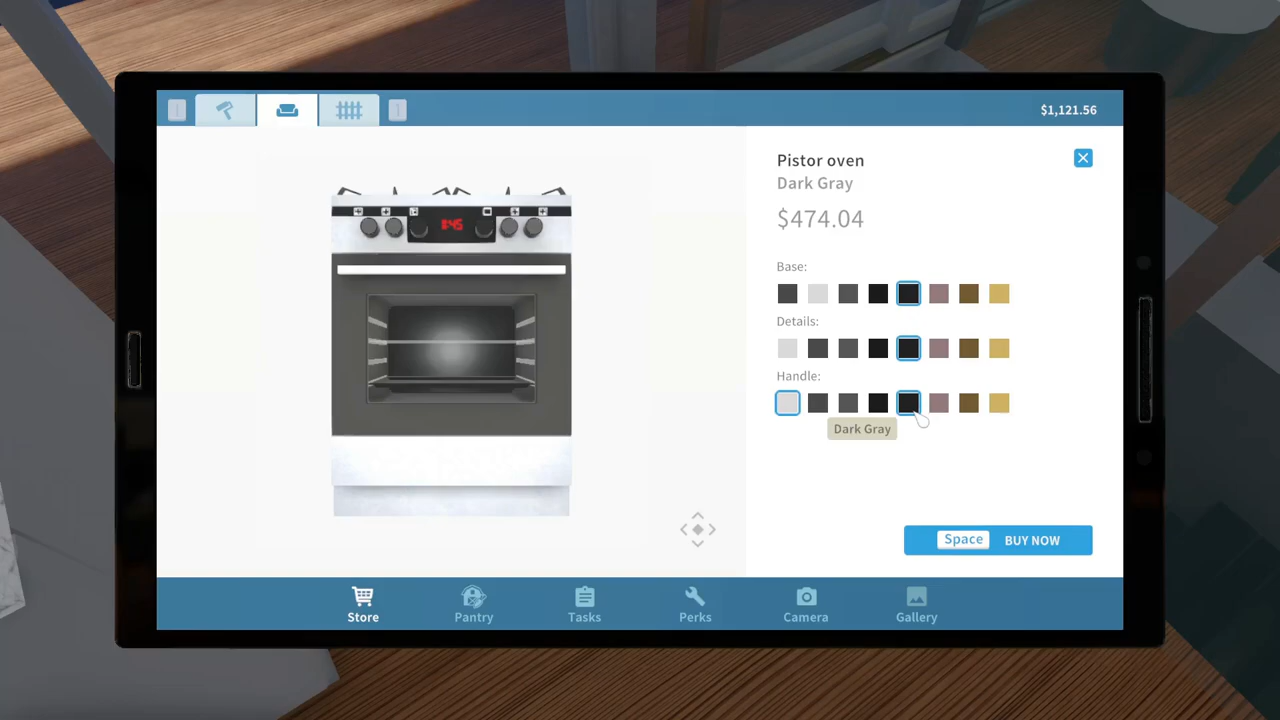 $1,121.56
Pistor oven
Dark Gray
$474.04
Base:
Details:
Handle:
Dark Gray
Space BUY NOW
Store Pantry Tasks Perks Camera Gallery